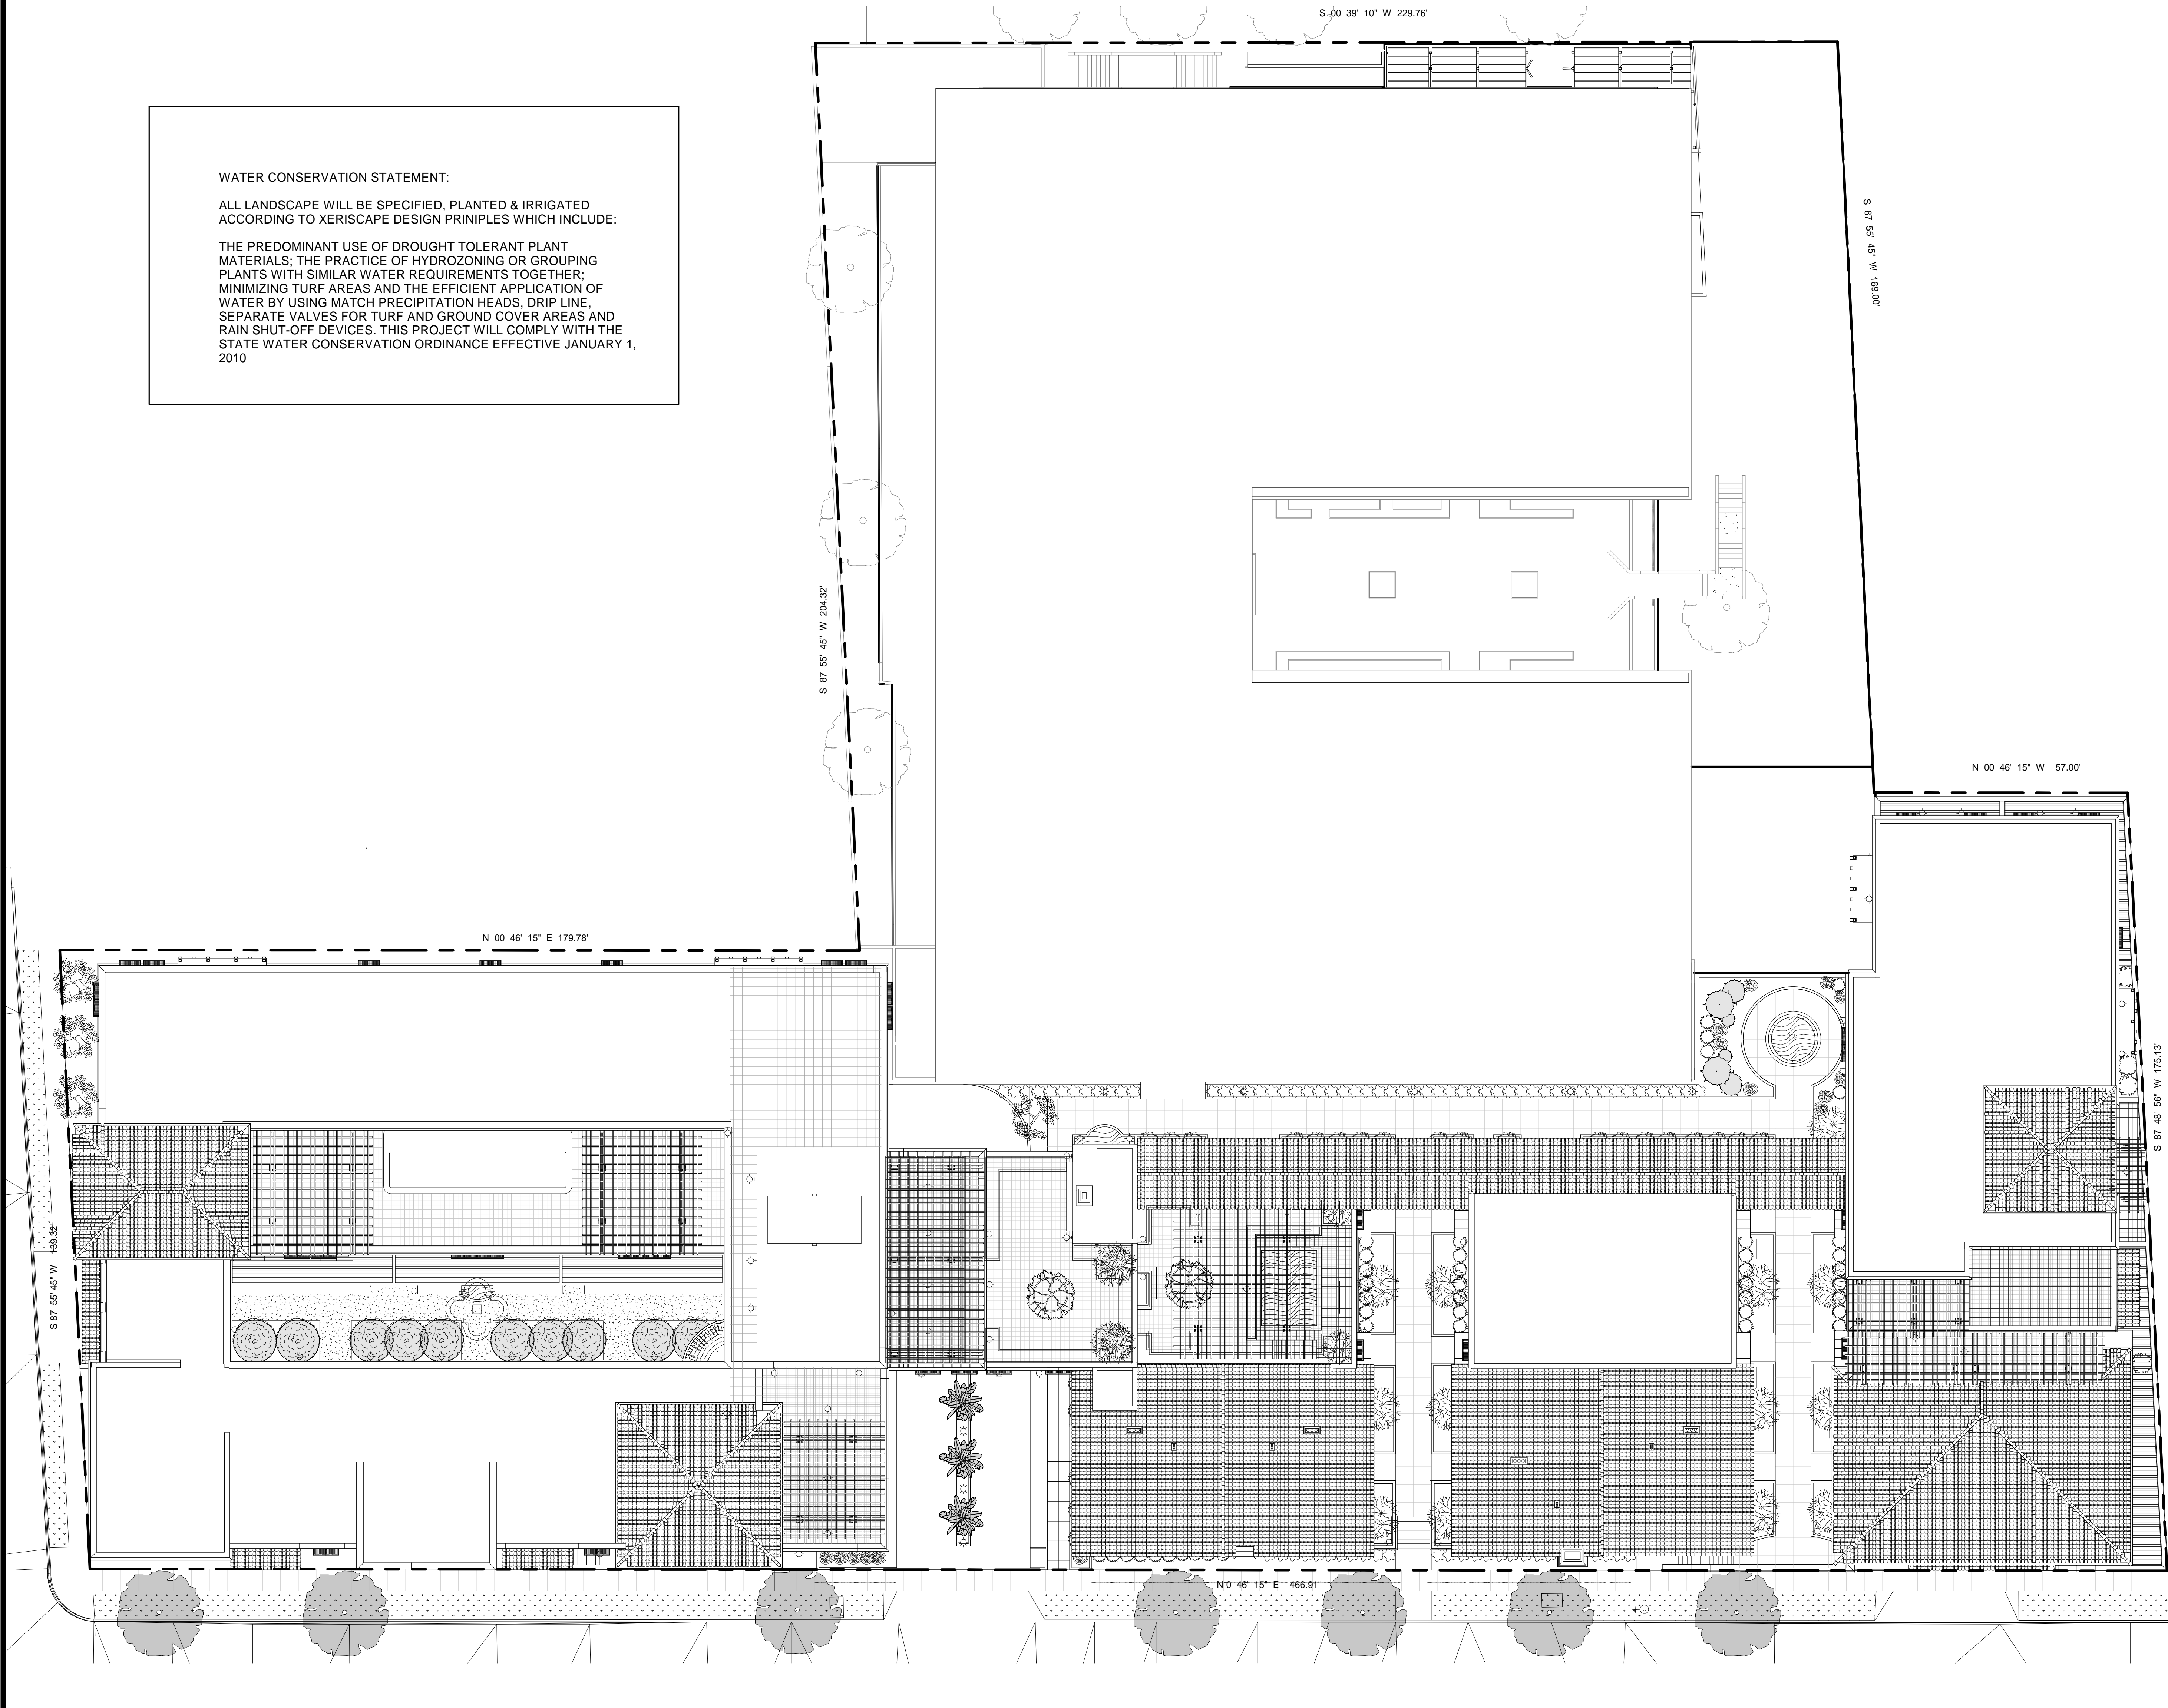 S 00 39' 10" W 229.76'
WATER CONSERVATION STATEMENT:
ALL LANDSCAPE WILL BE SPECIFIED, PLANTED & IRRIGATED
ACCORDING TO XERISCAPE DESIGN PRINIPLES WHICH INCLUDE:
THE PREDOMINANT USE OF DROUGHT TOLERANT PLANT
MATERIALS; THE PRACTICE OF HYDROZONING OR GROUPING
PLANTS WITH SIMILAR WATER REQUIREMENTS TOGETHER;
MINIMIZING TURF AREAS AND THE EFFICIENT APPLICATION OF
WATER BY USING MATCH PRECIPITATION HEADS, DRIP LINE,
SEPARATE VALVES FOR TURF AND GROUND COVER AREAS AND
RAIN SHUT-OFF DEVICES. THIS PROJECT WILL COMPLY WITH THE
STATE WATER CONSERVATION ORDINANCE EFFECTIVE JANUARY 1,
2010
S 87 55' 45" W 169.00'
S 87 55' 45" W 204.32'
N 00 46' 15" W 57.00'
N 00 46' 15" E 179.78'
S 87 48' 56" W 175.13'
S 87 55' 45" W 139.32'
N 0 46' 15" E 466.91'